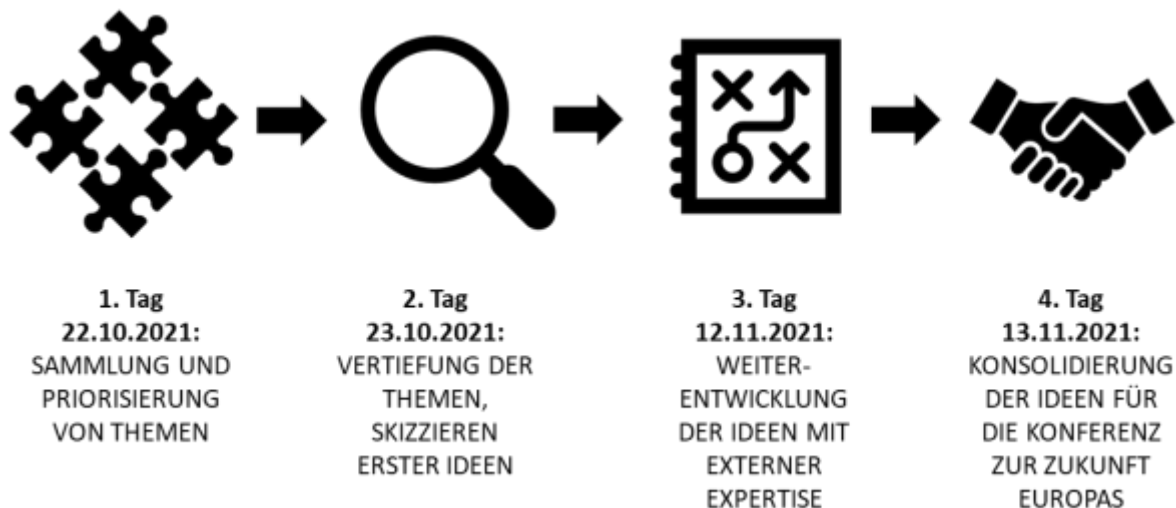 1. Tag
22.10.2021:
SAMMLUNG UND
PRIORISIERUNG
VON THEMEN
2. Tag
23.10.2021:
VERTIEFUNG DER
THEMEN,
SKIZZIEREN
ERSTER IDEEN
3. Tag
12.11.2021:
WEITER-
ENTWICKLUNG
DER IDEEN MIT
EXTERNER
EXPERTISE
4. Tag
13.11.2021:
KONSOLIDIERUNG
DER IDEEN FÜR
DIE KONFERENZ
ZUR ZUKUNFT
EUROPAS